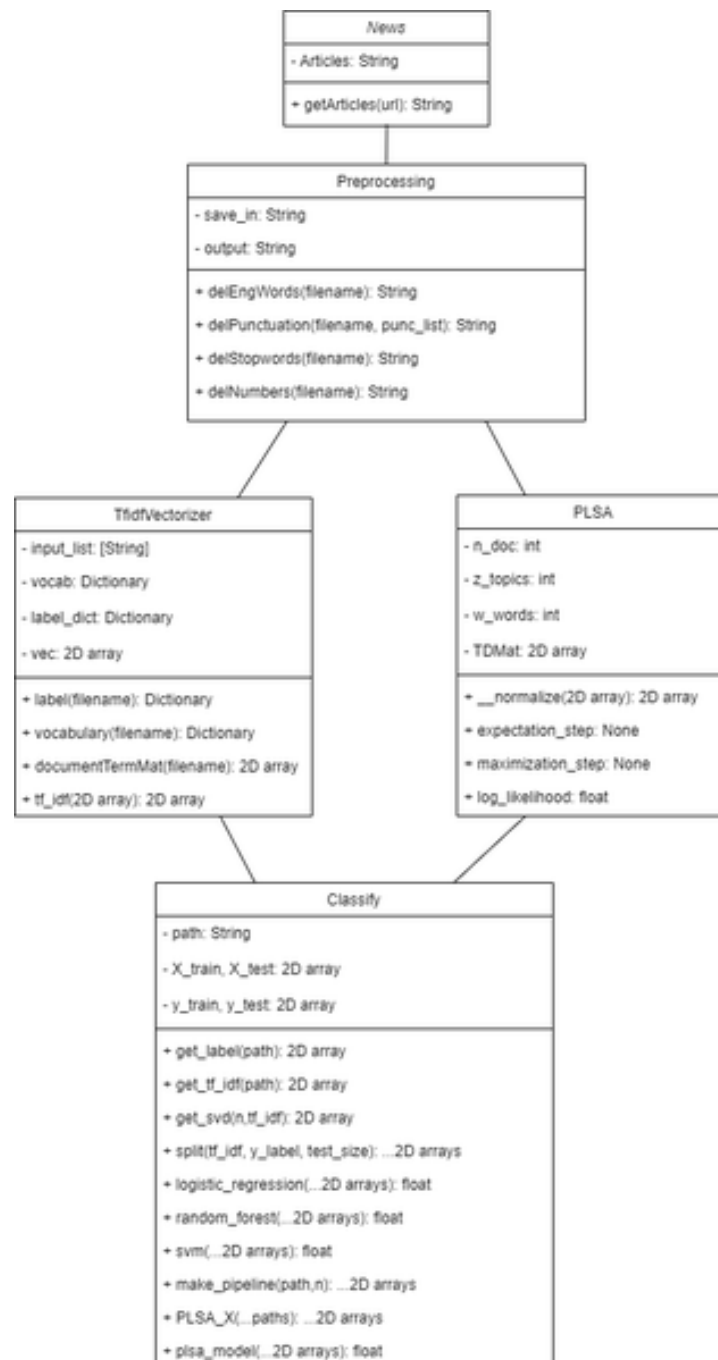 News
- Articles: String
+ getArticles(url): String
Preprocessing
- save_in: String
- output: String
+ delEngWords(filename): String
+ delPunctuation(filename, punc_list): String
+ delStopwords(filename): String
+ delNumbers(filename): String
TfidfVectorizer
- input_list: [String]
- vocab: Dictionary
- label_dict: Dictionary
- vec: 2D array
+ label(filename): Dictionary
+ vocabulary(filename): Dictionary
+ documentTermMat(filename): 2D array
+ tf_idf(2D array): 2D array
PLSA
- n_doc: int
- z_topics: int
- w_words: int
- TDMat: 2D array
+ __normalize(2D array): 2D array
+ expectation_step: None
+ maximization_step: None
+ log_likelihood: float
Classify
- path: String
- X_train, X_test: 2D array
- y_train, y_test: 2D array
+ get_label(path): 2D array
+ get_tf_idf(path): 2D array
+ get_svd(n,tf_idf): 2D array
+ split(tf_idf, y_label, test_size): ...2D arrays
+ logistic_regression(...2D arrays): float
+ random_forest(...2D arrays): float
+ svm(...2D arrays): float
+ make_pipeline(path,n): ...2D arrays
+ PLSA_X(...paths): ...2D arrays
+ plsa_model(...2D arrays): float